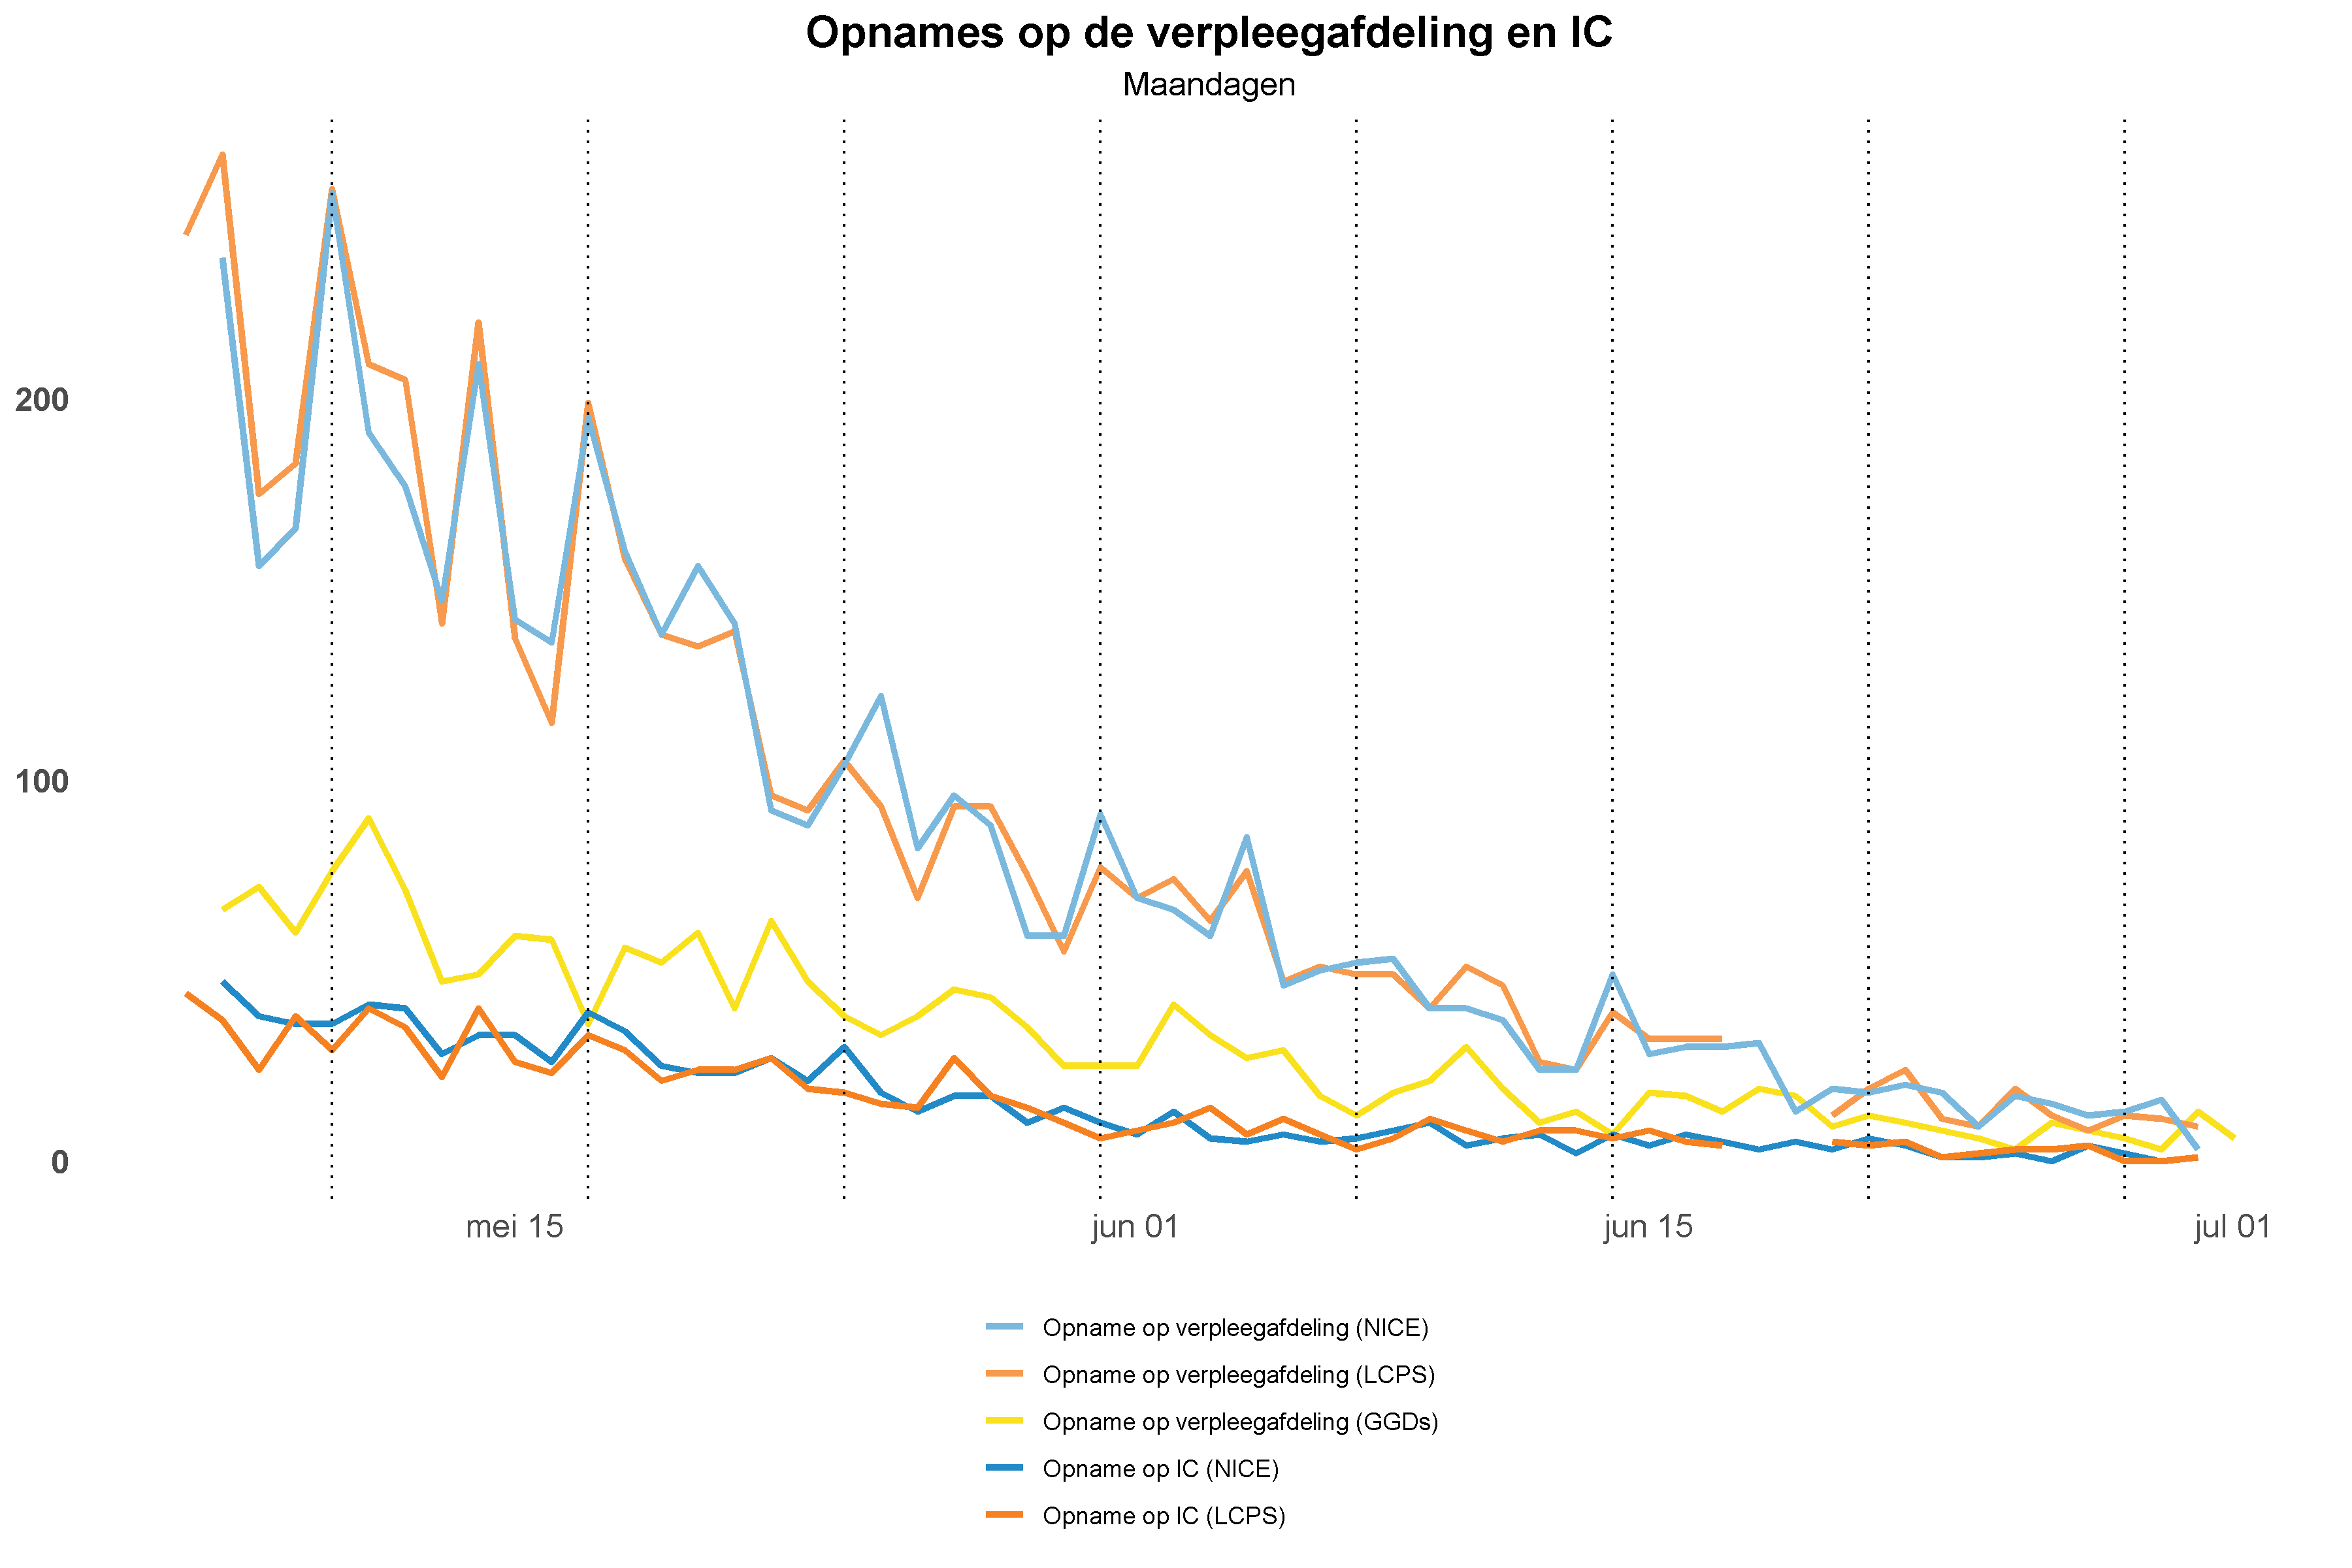 Opnames op de verpleegafdeling en IC
Maandagen
200
100
0
mei 15
jun 01
jun 15
jul 01
Opname op verpleegafdeling (NICE)
Opname op verpleegafdeling (LCPS)
Opname op verpleegafdeling (GGDs)
Opname op IC (NICE)
Opname op IC (LCPS)